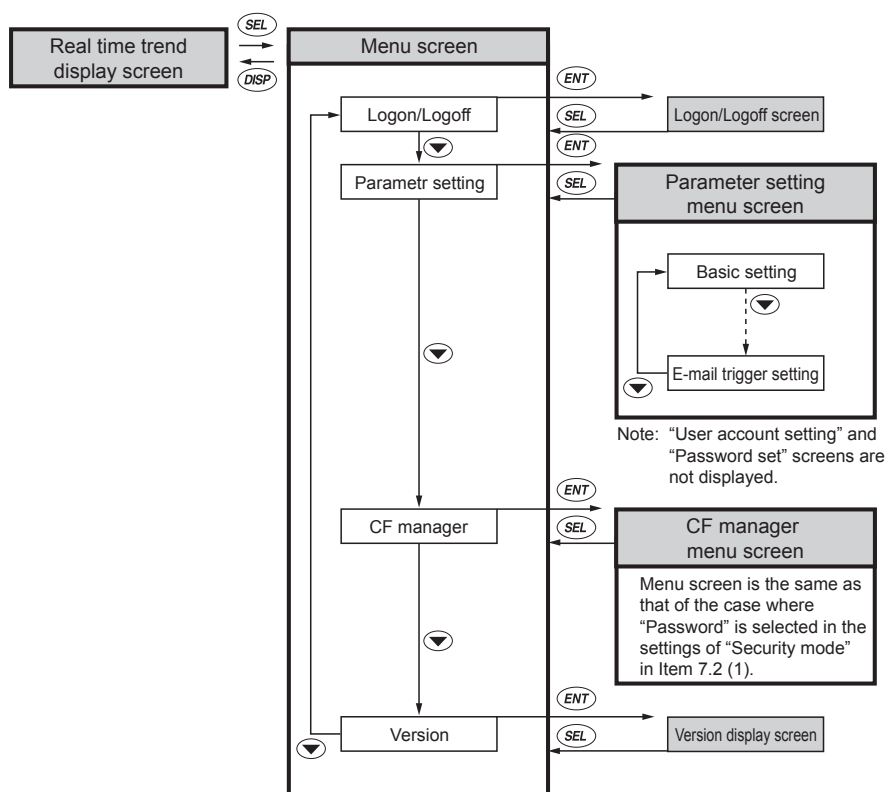 SEL
Real time trend
display screen
DISP
Menu screen
ENT
Logon/Logoff
SEL
Logon/Logoff screen
ENT
Parametr setting
SEL
Parameter setting
menu screen
Basic setting
E-mail trigger setting
Note: “User account setting” and
“Password set” screens are
not displayed.
ENT
CF manager
SEL
CF manager
menu screen
Menu screen is the same as
that of the case where
“Password” is selected in the
settings of “Security mode”
in Item 7.2 (1).
ENT
Version
SEL
Version display screen